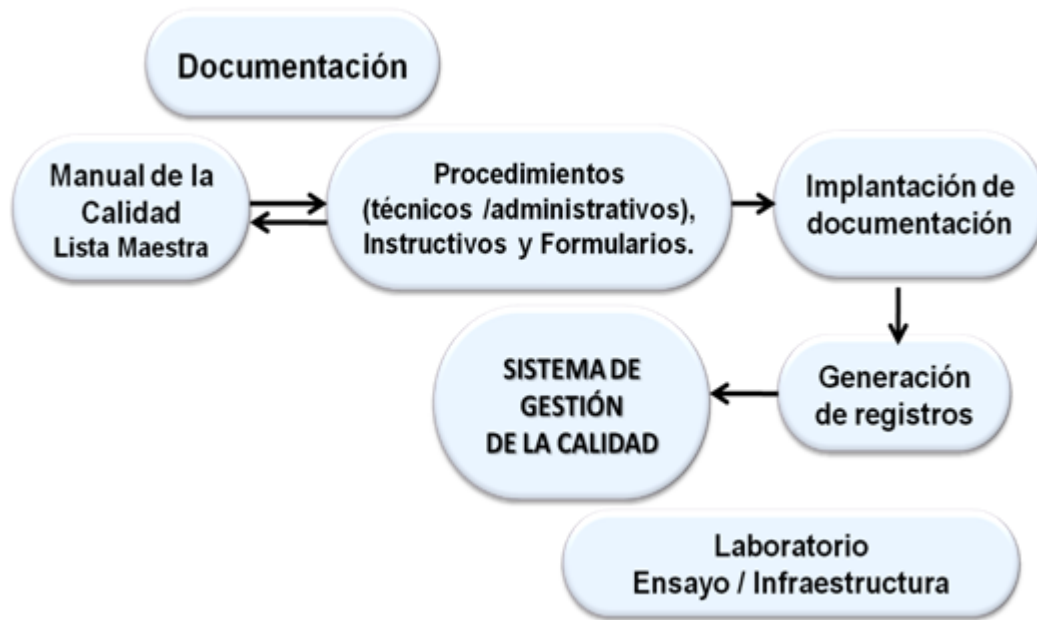 Documentación
Manual de la
Calidad
Lista Maestra
Procedimientos
(técnicos /administrativos),
Instructivos y Formularios.
Implantación de
documentación
SISTEMA DE
GESTIÓN
DE LA CALIDAD
Generación
de registros
Laboratorio
Ensayo / Infraestructura